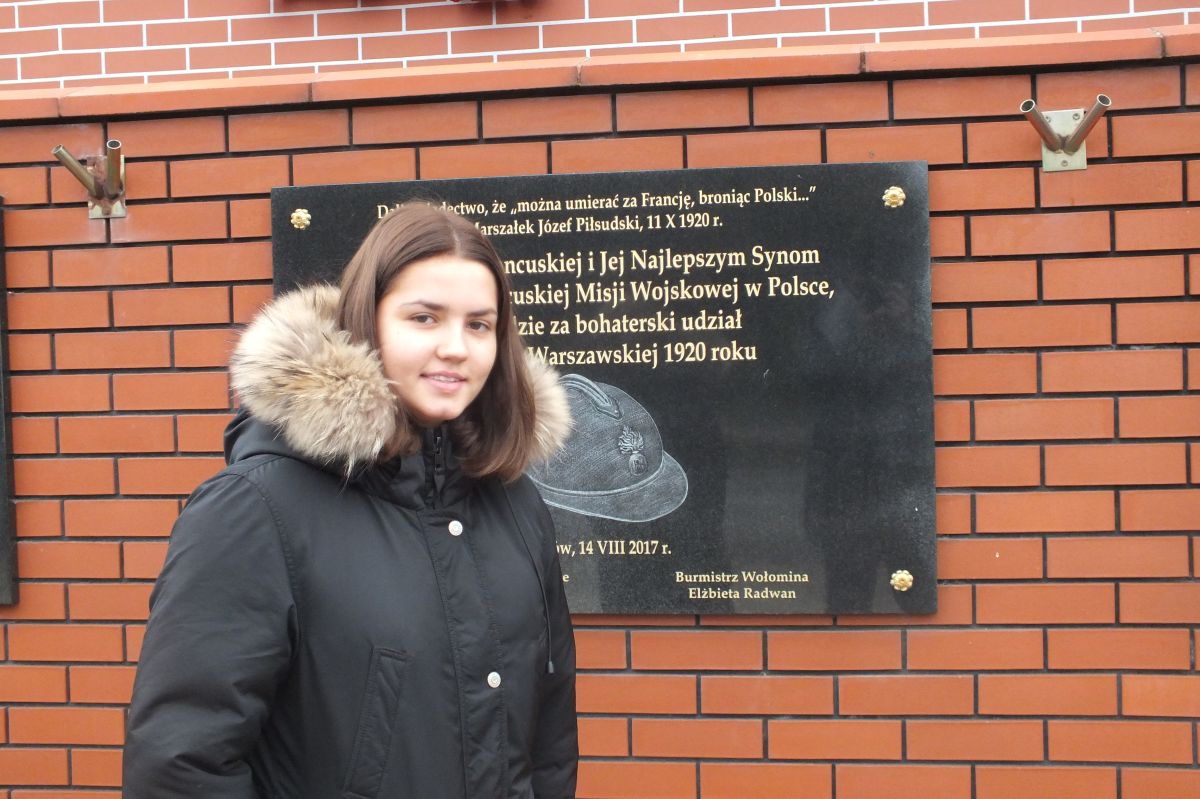 że „można umierać za Francję, broniąc Polski...”
Marszałek Józef Piłsudski, 11 X 1920 r.
i Jej Najlepszym Synom
Misji Wojskowej w Polsce,
za bohaterski udział
Warszawskiej 1920 roku
14 VIII 2017 r.
Burmistrz Wołomina
Elżbieta Radwan